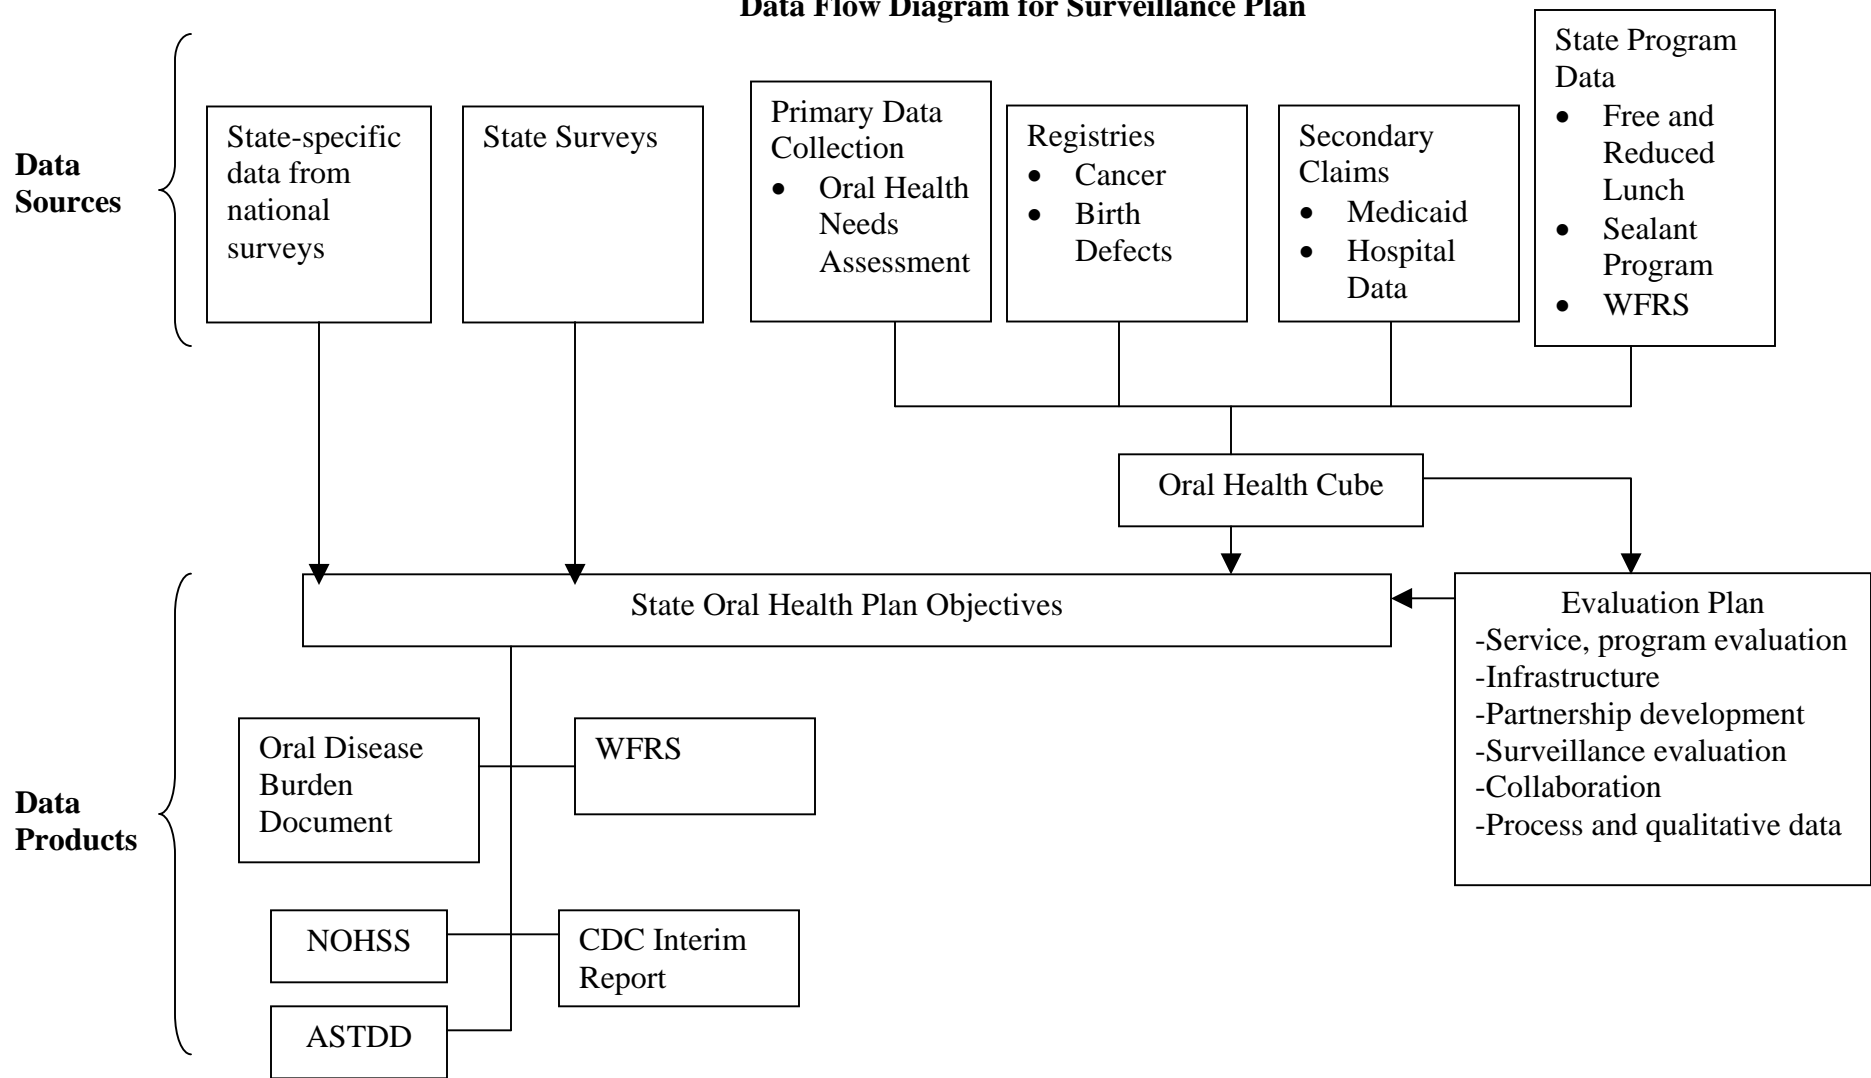 Data Flow Diagram for Surveillance Plan
Data
Sources
State-specific
data from
national
surveys
State Surveys
Primary Data
Collection
• Oral Health
Needs
Assessment
Registries
• Cancer
• Birth
Defects
Secondary
Claims
• Medicaid
• Hospital
Data
State Program
Data
• Free and
Reduced
Lunch
• Sealant
Program
• WFRS
Oral Health Cube
State Oral Health Plan Objectives
Evaluation Plan
-Service, program evaluation
-Infrastructure
-Partnership development
-Surveillance evaluation
-Collaboration
-Process and qualitative data
Data
Products
Oral Disease
Burden
Document
WFRS
NOHSS
CDC Interim
Report
ASTDD